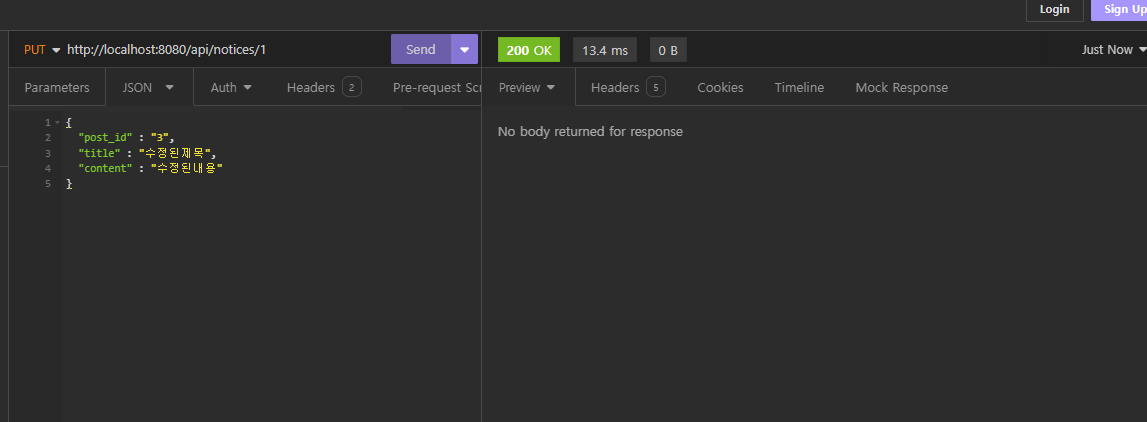 Login Sign Up
PUT http://localhost:8080/api/notices/1 Send 200 OK 13.4 ms 0 B Just Now
Parameters JSON Auth Headers 2 Pre-request Scr Preview Headers 5 Cookies Timeline Mock Response
1 {
2 "post_id" : "3",
3 "title" : "수정된제목",
4 "content" : "수정된내용"
5 }
No body returned for response